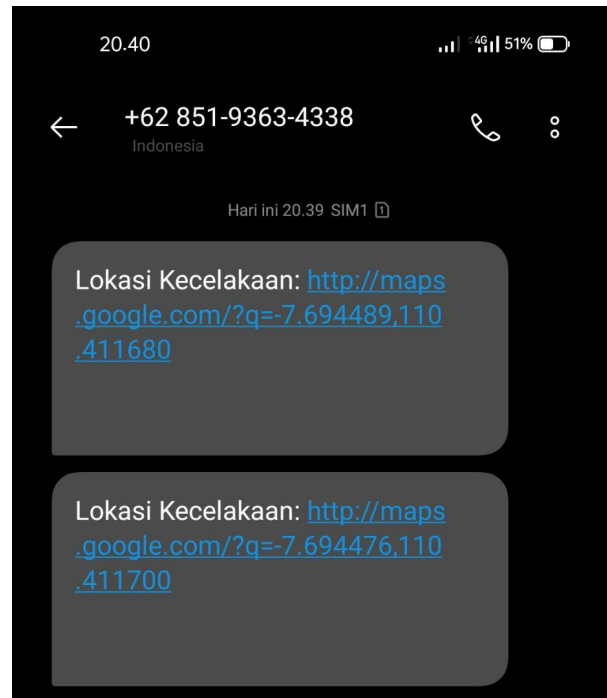 20.40 4G 51%
+62 851-9363-4338
Indonesia
Hari ini 20.39 SIM1 1
Lokasi Kecelakaan: http://maps
.google.com/?q=-7.694489,110
.411680
Lokasi Kecelakaan: http://maps
.google.com/?q=-7.694476,110
.411700